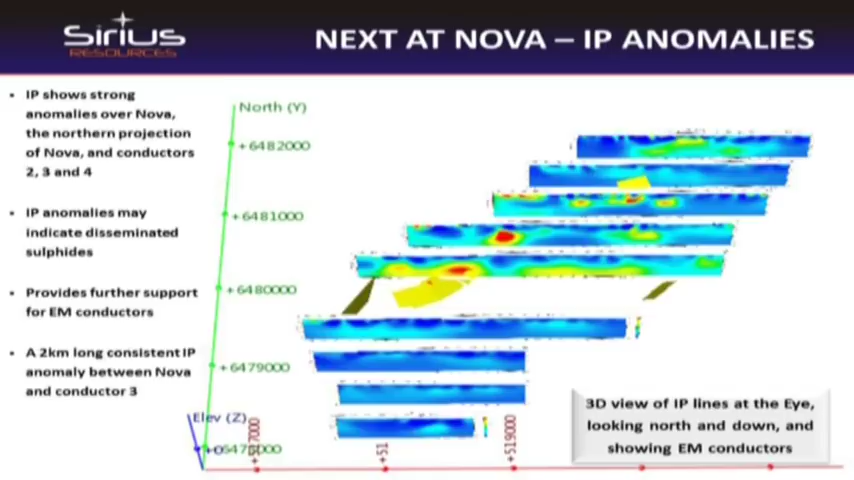 Sirius
RESOURCES
NEXT AT NOVA – IP ANOMALIES
• IP shows strong
anomalies over Nova,
the northern projection
of Nova, and conductors
2, 3 and 4
• IP anomalies may
indicate disseminated
sulphides
• Provides further support
for EM conductors
• A 2km long consistent IP
anomaly between Nova
and conductor 3
North (Y)
+6482000
+6481000
+6480000
+6479000
Elev (Z)
+51
+519000
3D view of IP lines at the Eye,
looking north and down, and
showing EM conductors